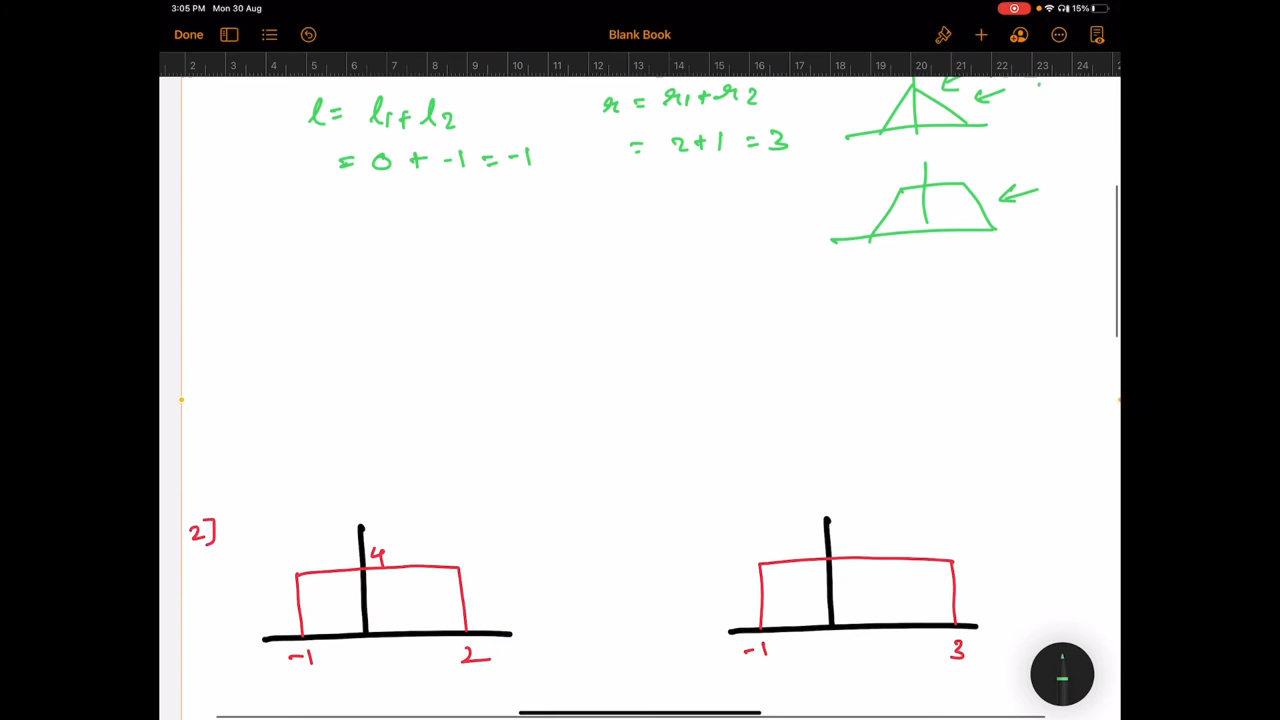 3:05 PM Mon 30 Aug 15%
Done Blank Book
2 3 4 5 6 7 8 9 10 11 12 13 14 15 16 17 18 19 20 21 22 23 24
l = l1 + l2
= 0 + -1 = -1
r = r1 + r2
= 2 + 1 = 3
2]
4
-1 2
-1 3